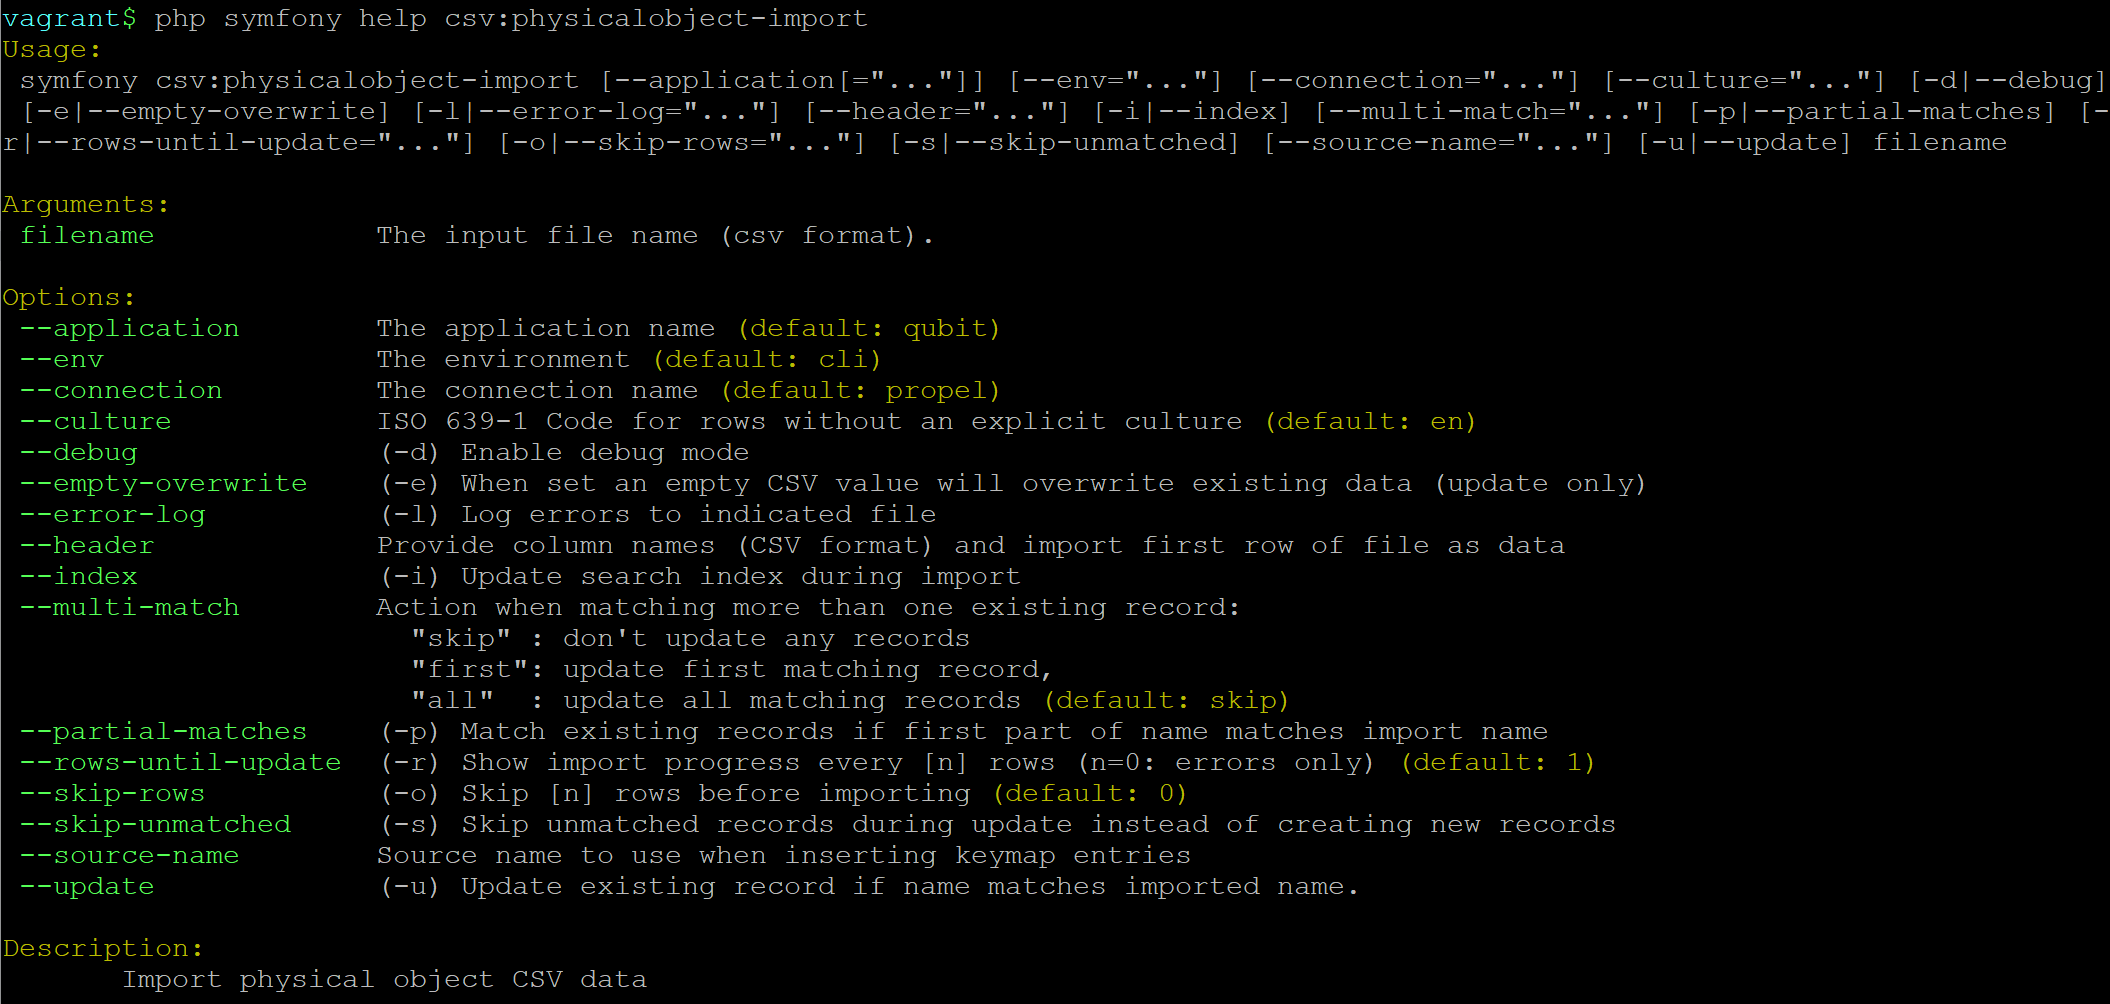 vagrant$ php symfony help csv:physicalobject-import
Usage:
 symfony csv:physicalobject-import [--application[="..."]] [--env="..."] [--connection="..."] [--culture="..."] [-d|--debug]
 [-e|--empty-overwrite] [-l|--error-log="..."] [--header="..."] [-i|--index] [--multi-match="..."] [-p|--partial-matches] [-
r|--rows-until-update="..."] [-o|--skip-rows="..."] [-s|--skip-unmatched] [--source-name="..."] [-u|--update] filename

Arguments:
 filename             The input file name (csv format).

Options:
 --application        The application name (default: qubit)
 --env                The environment (default: cli)
 --connection         The connection name (default: propel)
 --culture            ISO 639-1 Code for rows without an explicit culture (default: en)
 --debug              (-d) Enable debug mode
 --empty-overwrite    (-e) When set an empty CSV value will overwrite existing data (update only)
 --error-log          (-l) Log errors to indicated file
 --header             Provide column names (CSV format) and import first row of file as data
 --index              (-i) Update search index during import
 --multi-match        Action when matching more than one existing record:
                        "skip" : don't update any records
                        "first": update first matching record,
                        "all"  : update all matching records (default: skip)
 --partial-matches    (-p) Match existing records if first part of name matches import name
 --rows-until-update  (-r) Show import progress every [n] rows (n=0: errors only) (default: 1)
 --skip-rows          (-o) Skip [n] rows before importing (default: 0)
 --skip-unmatched     (-s) Skip unmatched records during update instead of creating new records
 --source-name        Source name to use when inserting keymap entries
 --update             (-u) Update existing record if name matches imported name.

Description:
       Import physical object CSV data